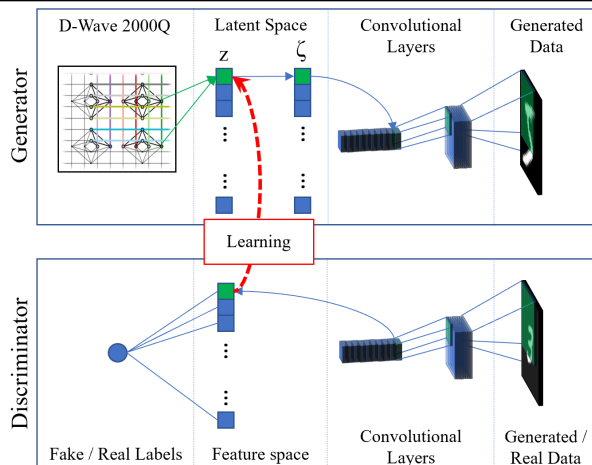 D-Wave 2000Q
Latent Space
Convolutional
Layers
Generated
Data
z
ζ
Generator
Learning
Discriminator
Fake / Real Labels
Feature space
Convolutional
Layers
Generated /
Real Data